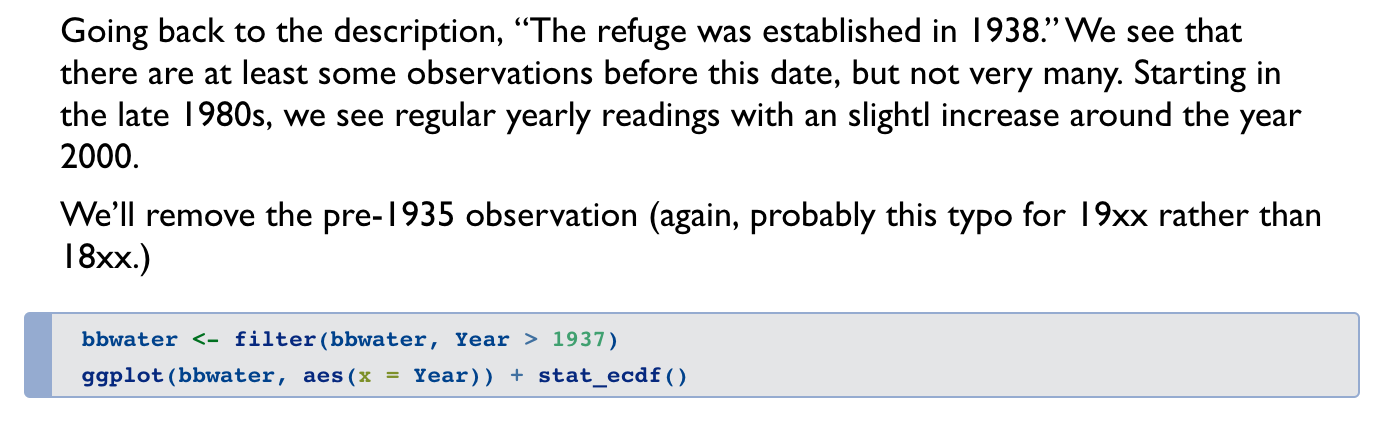 Going back to the description, “The refuge was established in 1938.” We see that
there are at least some observations before this date, but not very many. Starting in
the late 1980s, we see regular yearly readings with an slightl increase around the year
2000.
We’ll remove the pre-1935 observation (again, probably this typo for 19xx rather than
18xx.)
bbwater <- filter(bbwater, Year > 1937)
ggplot(bbwater, aes(x = Year)) + stat_ecdf()